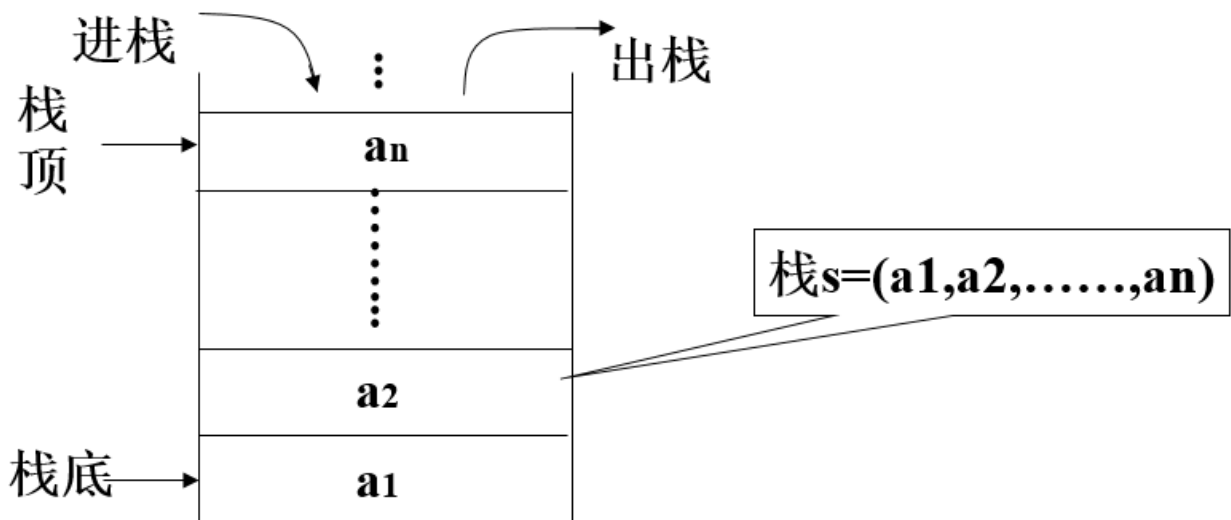 进栈
出栈
栈
顶
an
栈s=(a1,a2,……,an)
a2
栈底
a1